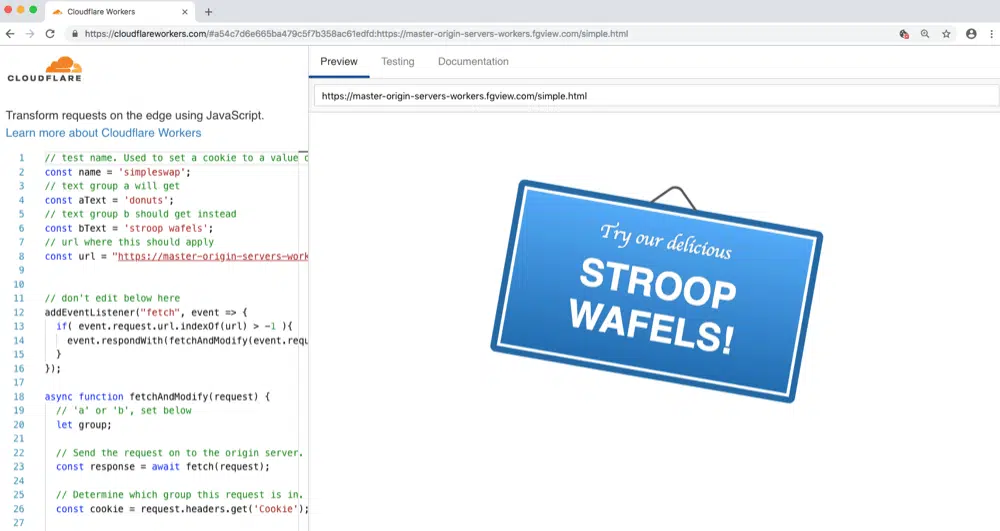 Cloudflare Workers
https://cloudflareworkers.com/#a54c7d6e665ba479c5f7b358ac61edfd:https://master-origin-servers-workers.fgview.com/simple.html
CLOUDFLARE
Transform requests on the edge using JavaScript.
Learn more about Cloudflare Workers
1 // test name. Used to set a cookie to a value
2 const name = 'simpleswap';
3 // text group a will get
4 const aText = 'donuts';
5 // text group b should get instead
6 const bText = 'stroop wafels';
7 // url where this should apply
8 const url = "https://master-origin-servers-work
9
10
11 // don't edit below here
12 addEventListener("fetch", event => {
13 if( event.request.url.indexOf(url) > -1 ){
14 event.respondWith(fetchAndModify(event.requ
15 }
16 });
17
18 async function fetchAndModify(request) {
19 // 'a' or 'b', set below
20 let group;
21
22 // Send the request on to the origin server.
23 const response = await fetch(request);
24
25 // Determine which group this request is in.
26 const cookie = request.headers.get('Cookie');
27
Preview Testing Documentation
https://master-origin-servers-workers.fgview.com/simple.html
Try our delicious
STROOP
WAFELS!